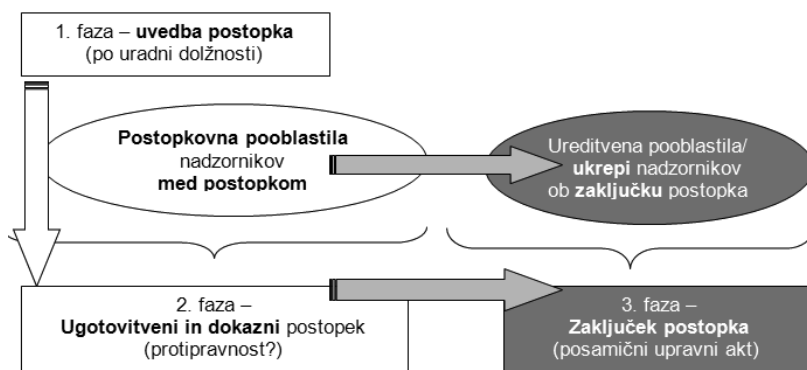 1. faza – uvedba postopka
(po uradni dolžnosti)
Postopkovna pooblastila
nadzornikov
med postopkom
Ureditvena pooblastila/
ukrepi nadzornikov
ob zaključku postopka
2. faza –
Ugotovitveni in dokazni postopek
(protipravnost?)
3. faza –
Zaključek postopka
(posamični upravni akt)